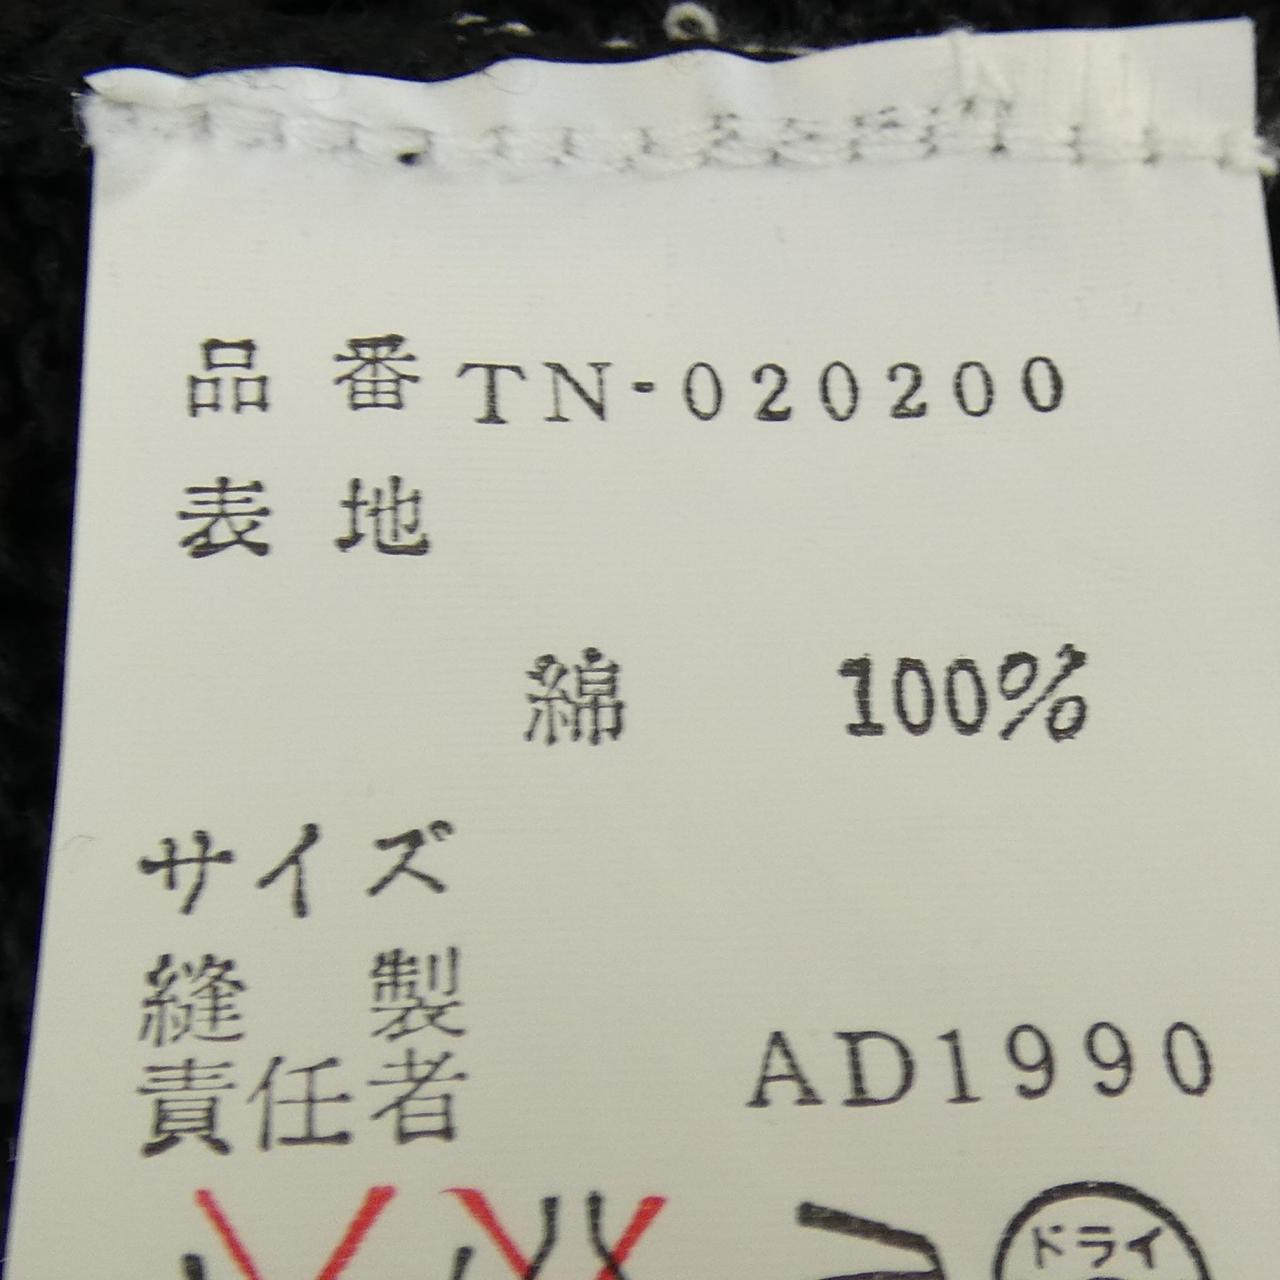 品番 TN-020200
表地
綿 100%
サイズ
縫製
責任者 AD1990
ドライ